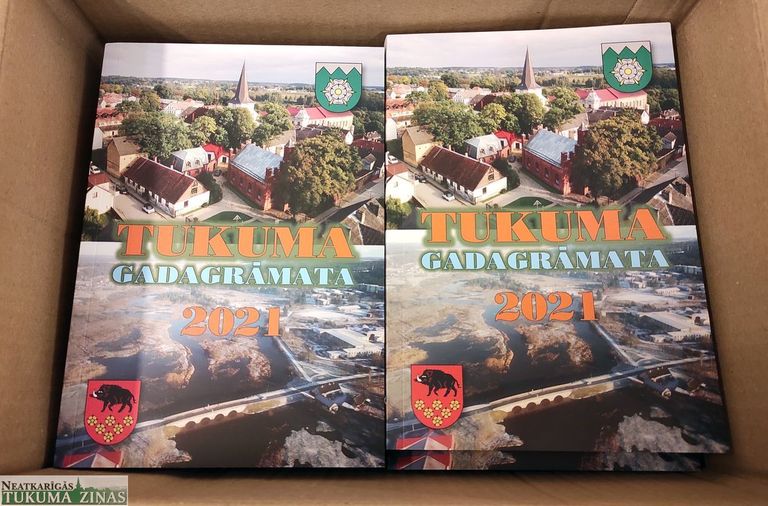 TUKUMA
GADAGRĀMATA
2021
TUKUMA
GADAGRĀMATA
2021
NEATKARĪGĀS
TUKUMA ZIŅAS